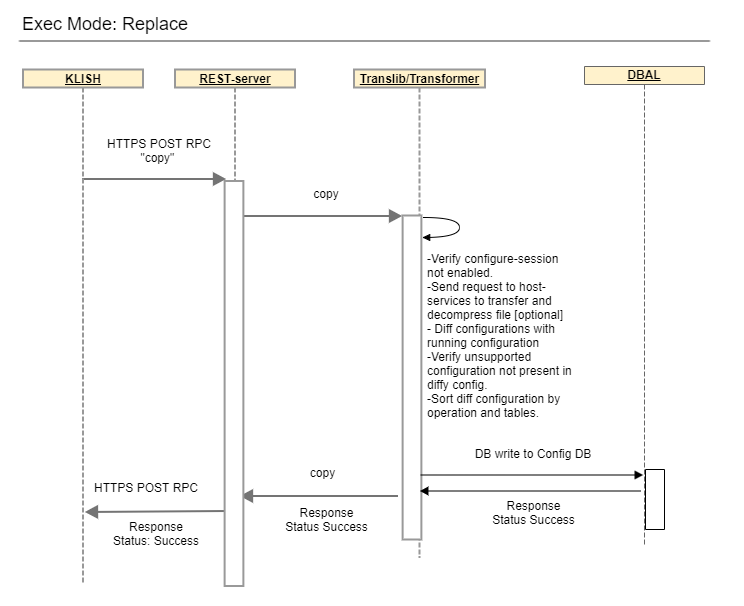 Exec Mode: Replace
KLISH
REST-server
Translib/Transformer
DBAL
HTTPS POST RPC
"copy"
copy
-Verify configure-session
not enabled.
-Send request to host-
services to transfer and
decompress file [optional]
- Diff configurations with
running configuration
-Verify unsupported
configuration not present in
diffy config.
-Sort diff configuration by
operation and tables.
DB write to Config DB
copy
HTTPS POST RPC
Response
Status Success
Response
Status Success
Response
Status: Success